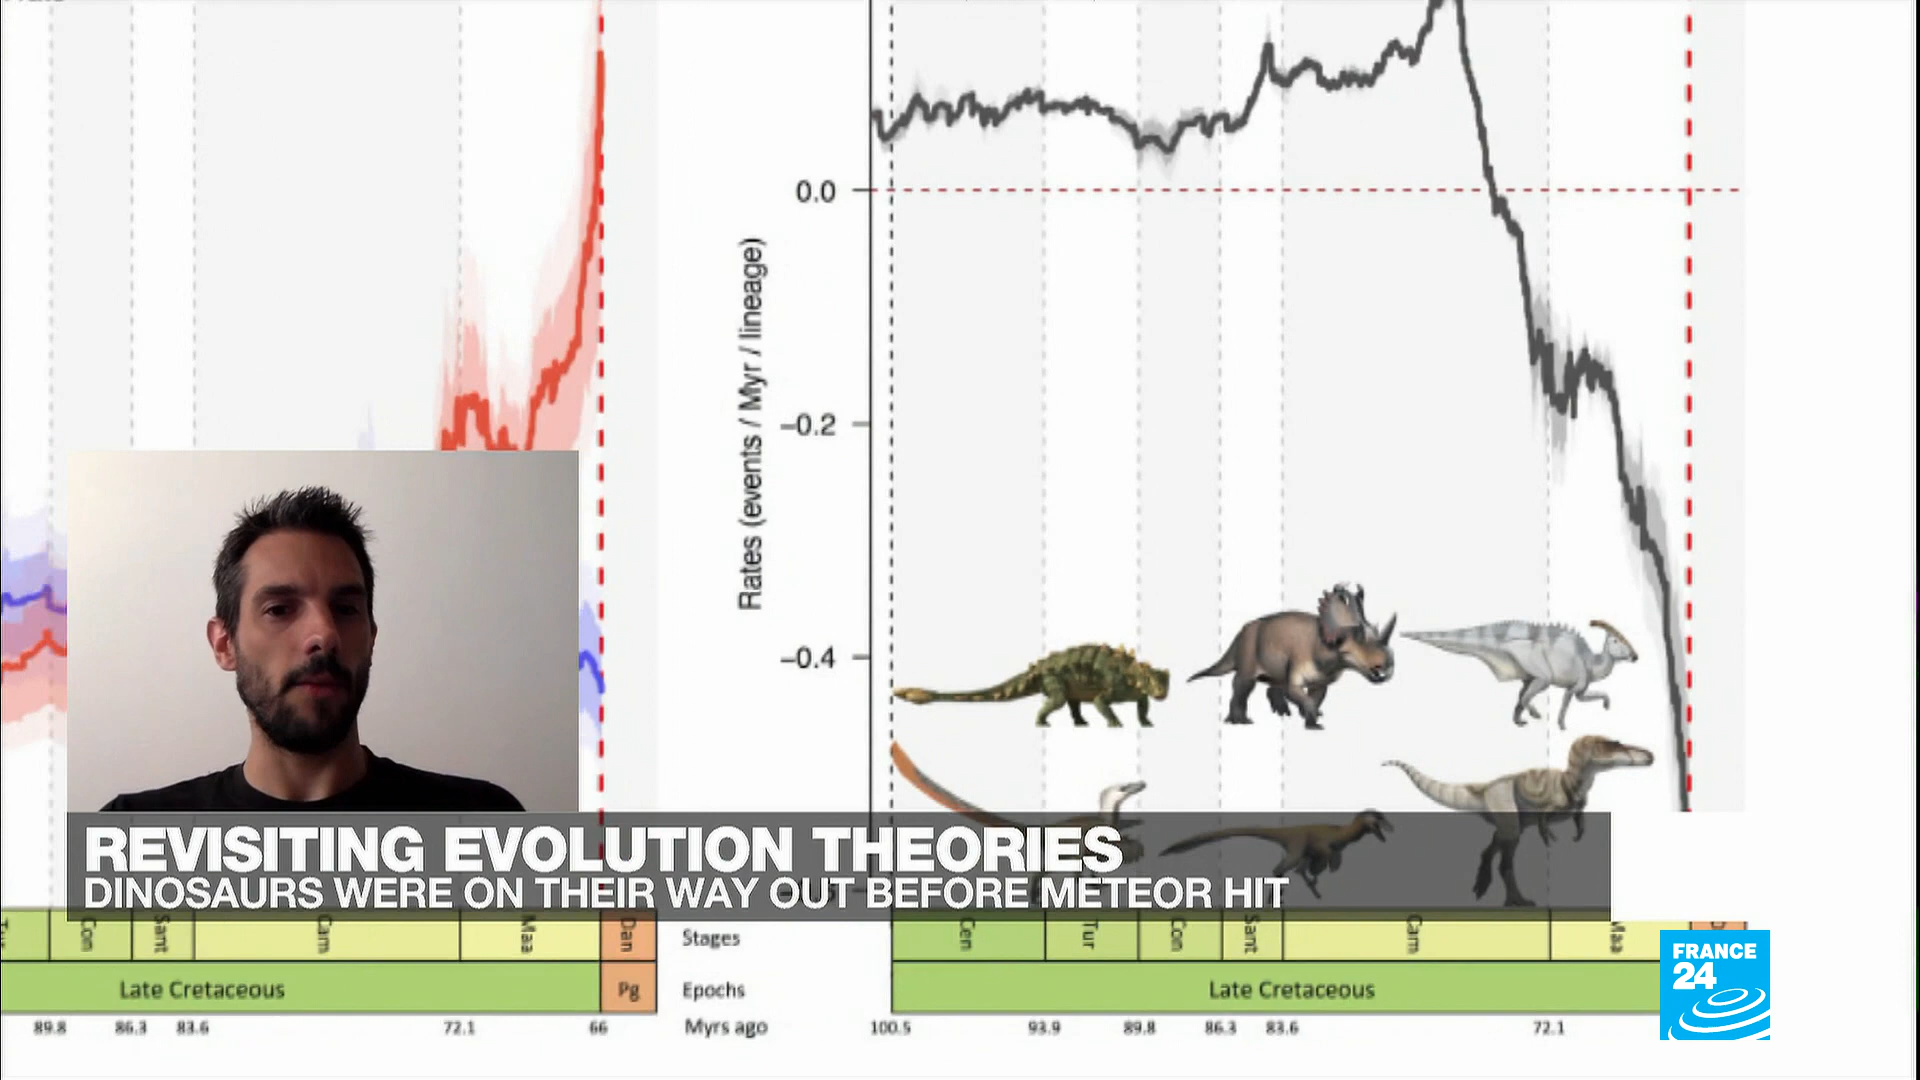 0.0
-0.2
-0.4
Rates (events / Myr / lineage)
REVISITING EVOLUTION THEORIES
DINOSAURS WERE ON THEIR WAY OUT BEFORE METEOR HIT
Con Sant Cam Maa Dan Stages Cen Tur Con Sant Cam Maa
Late Cretaceous Pg Epochs Late Cretaceous
89.8 86.3 83.6 72.1 66 Myrs ago 100.5 93.9 89.8 86.3 83.6 72.1
FRANCE
24